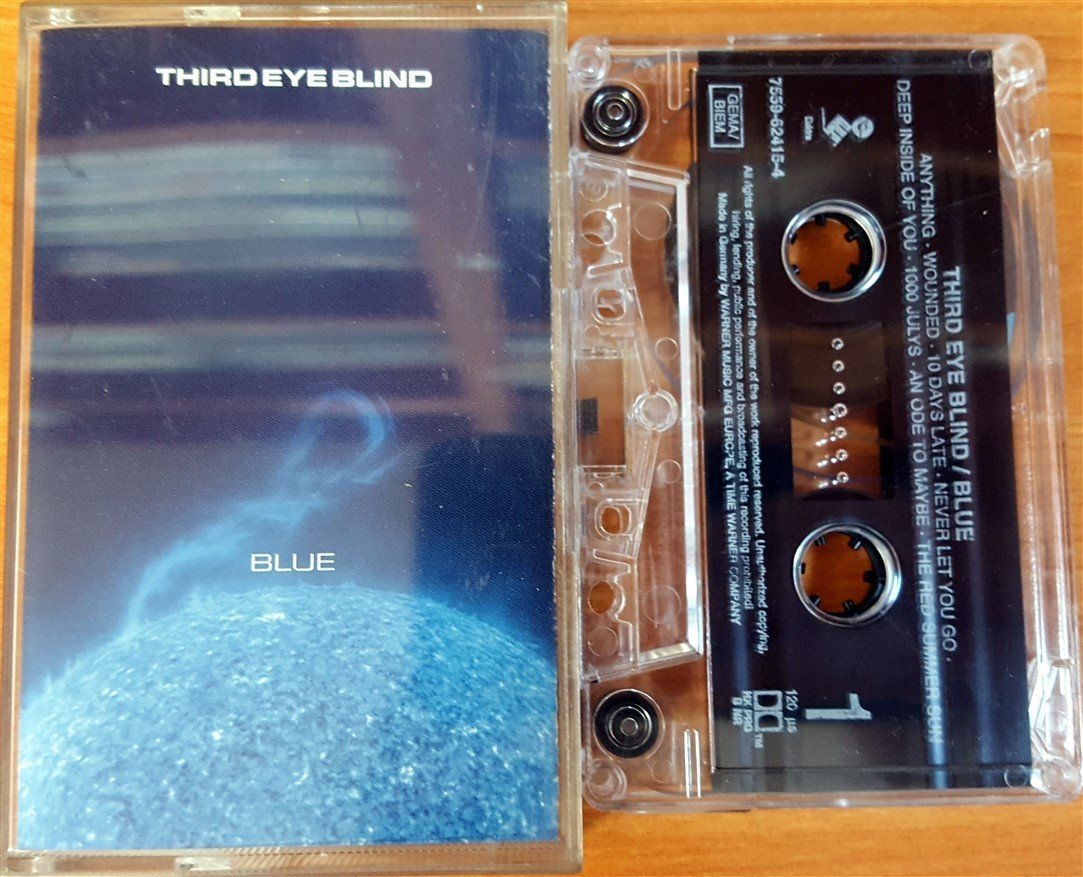 THIRD EYE BLIND
BLUE
THIRD EYE BLIND / BLUE
ANYTHING · WOUNDED · 10 DAYS LATE · NEVER LET YOU GO ·
DEEP INSIDE OF YOU · 1000 JULYS · AN ODE TO MAYBE · THE RED SUMMER SUN
7559-62415-4
GEMA/
BIEM
All rights of the producer and of the owner of the work reproduced reserved. Unauthorized copying,
hiring, lending, public performance and broadcasting of this recording prohibited!
Made in Germany by WARNER MUSIC MFG EUROPE, A TIME WARNER COMPANY
1
120 µs
TM
HX PRO
B NR